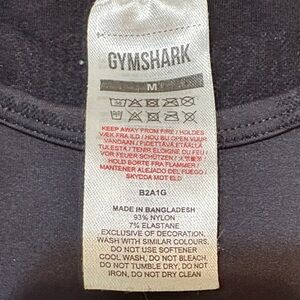 GYMSHARK
M
KEEP AWAY FROM FIRE / HOLDES
VÆK FRA ILD / HOU BIJ OPEN VUUR
VANDAAN / PIDETTÄVÄ ETÄÄLLÄ
TULESTA / TENIR ÉLOIGNÉ DU FEU /
VOR FEUER SCHÜTZEN /
HOLD BORTE FRA FLAMMER /
MANTENER ALEJADO DEL FUEGO /
SKYDDA MOT ELD
B2A1G
MADE IN BANGLADESH
93% NYLON
7% ELASTANE
EXCLUSIVE OF DECORATION,
WASH WITH SIMILAR COLOURS,
DO NOT USE SOFTENER
COOL WASH, DO NOT BLEACH.
DO NOT TUMBLE DRY, DO NOT
IRON, DO NOT DRY CLEAN